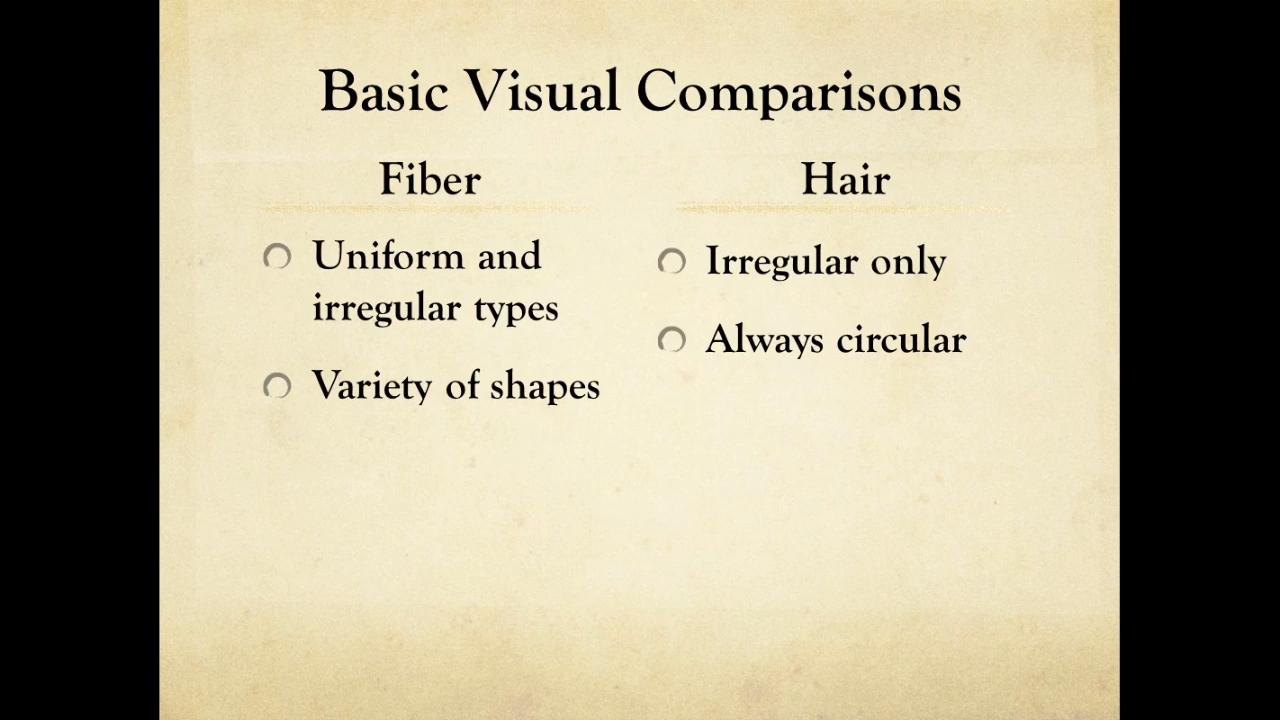 Basic Visual Comparisons
Fiber
Uniform and
irregular types
Variety of shapes
Hair
Irregular only
Always circular